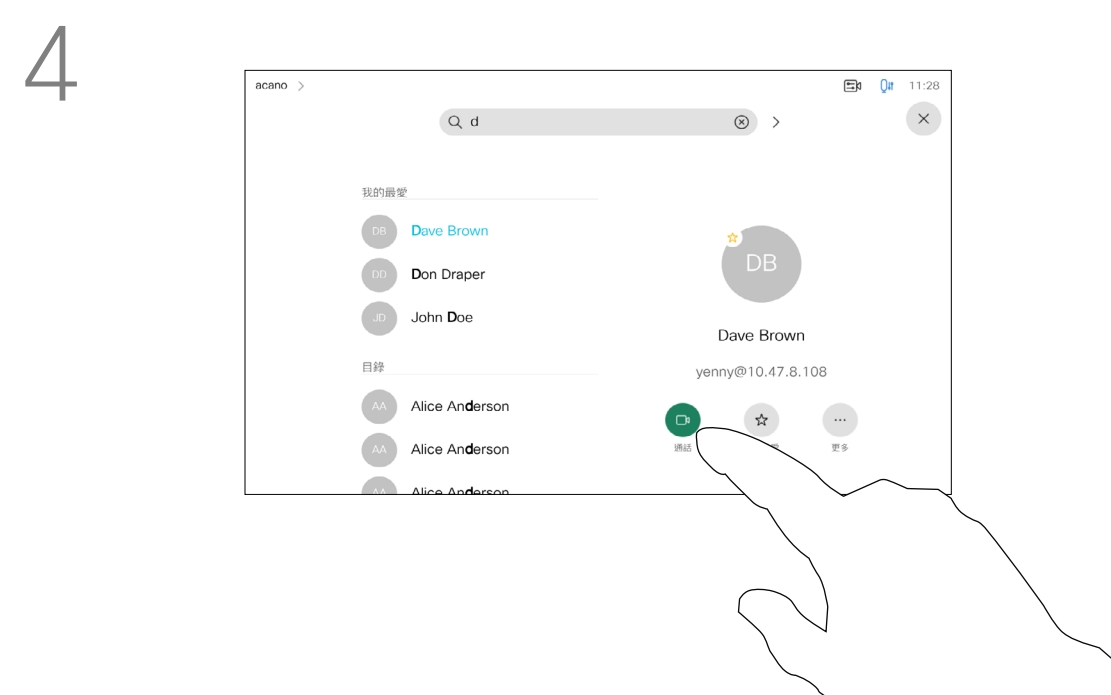 4
acano > 11:28
d
我的最愛
DB Dave Brown
DD Don Draper
JD John Doe
目錄
AA Alice Anderson
AA Alice Anderson
AA Alice Anderson
DB
Dave Brown
yenny@10.47.8.108
通話
更多